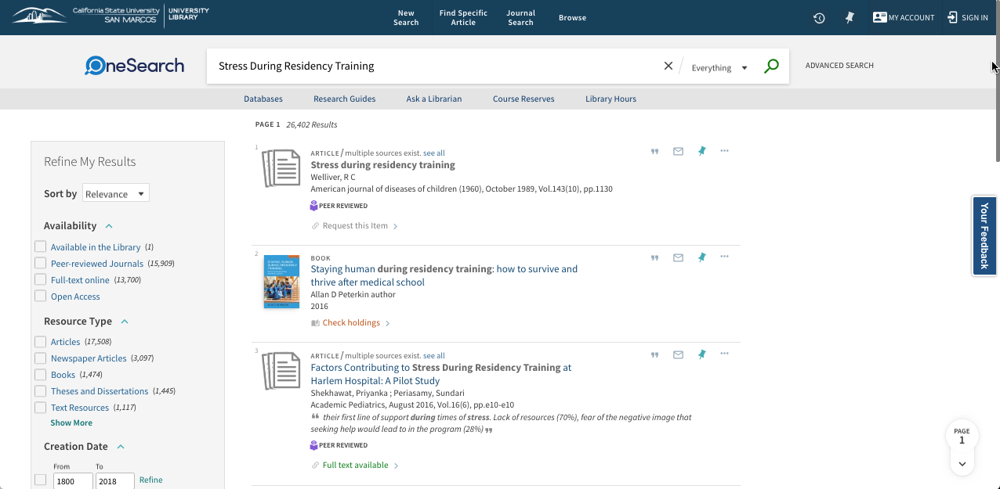 California State University
SAN MARCOS
UNIVERSITY
LIBRARY
New
Search
Find Specific
Article
Journal
Search
Browse
MY ACCOUNT
SIGN IN
OneSearch
Stress During Residency Training
Everything
ADVANCED SEARCH
Databases
Research Guides
Ask a Librarian
Course Reserves
Library Hours
PAGE 1 26,402 Results
Refine My Results
Sort by Relevance
Availability
Available in the Library (1)
Peer-reviewed Journals (15,909)
Full-text online (13,700)
Open Access
Resource Type
Articles (17,508)
Newspaper Articles (3,097)
Books (1,474)
Theses and Dissertations (1,445)
Text Resources (1,117)
Show More
Creation Date
From To
1800 2018 Refine
1
ARTICLE / multiple sources exist. see all
Stress during residency training
Welliver, R C
American journal of diseases of children (1960), October 1989, Vol.143(10), pp.1130
PEER REVIEWED
Request this Item
2
BOOK
Staying human during residency training: how to survive and
thrive after medical school
Allan D Peterkin author
2016
Check holdings
3
ARTICLE / multiple sources exist. see all
Factors Contributing to Stress During Residency Training at
Harlem Hospital: A Pilot Study
Shekhawat, Priyanka ; Periasamy, Sundari
Academic Pediatrics, August 2016, Vol.16(6), pp.e10-e10
their first line of support during times of stress. Lack of resources (70%), fear of the negative image that
seeking help would lead to in the program (28%)
PEER REVIEWED
Full text available
Your Feedback
PAGE
1